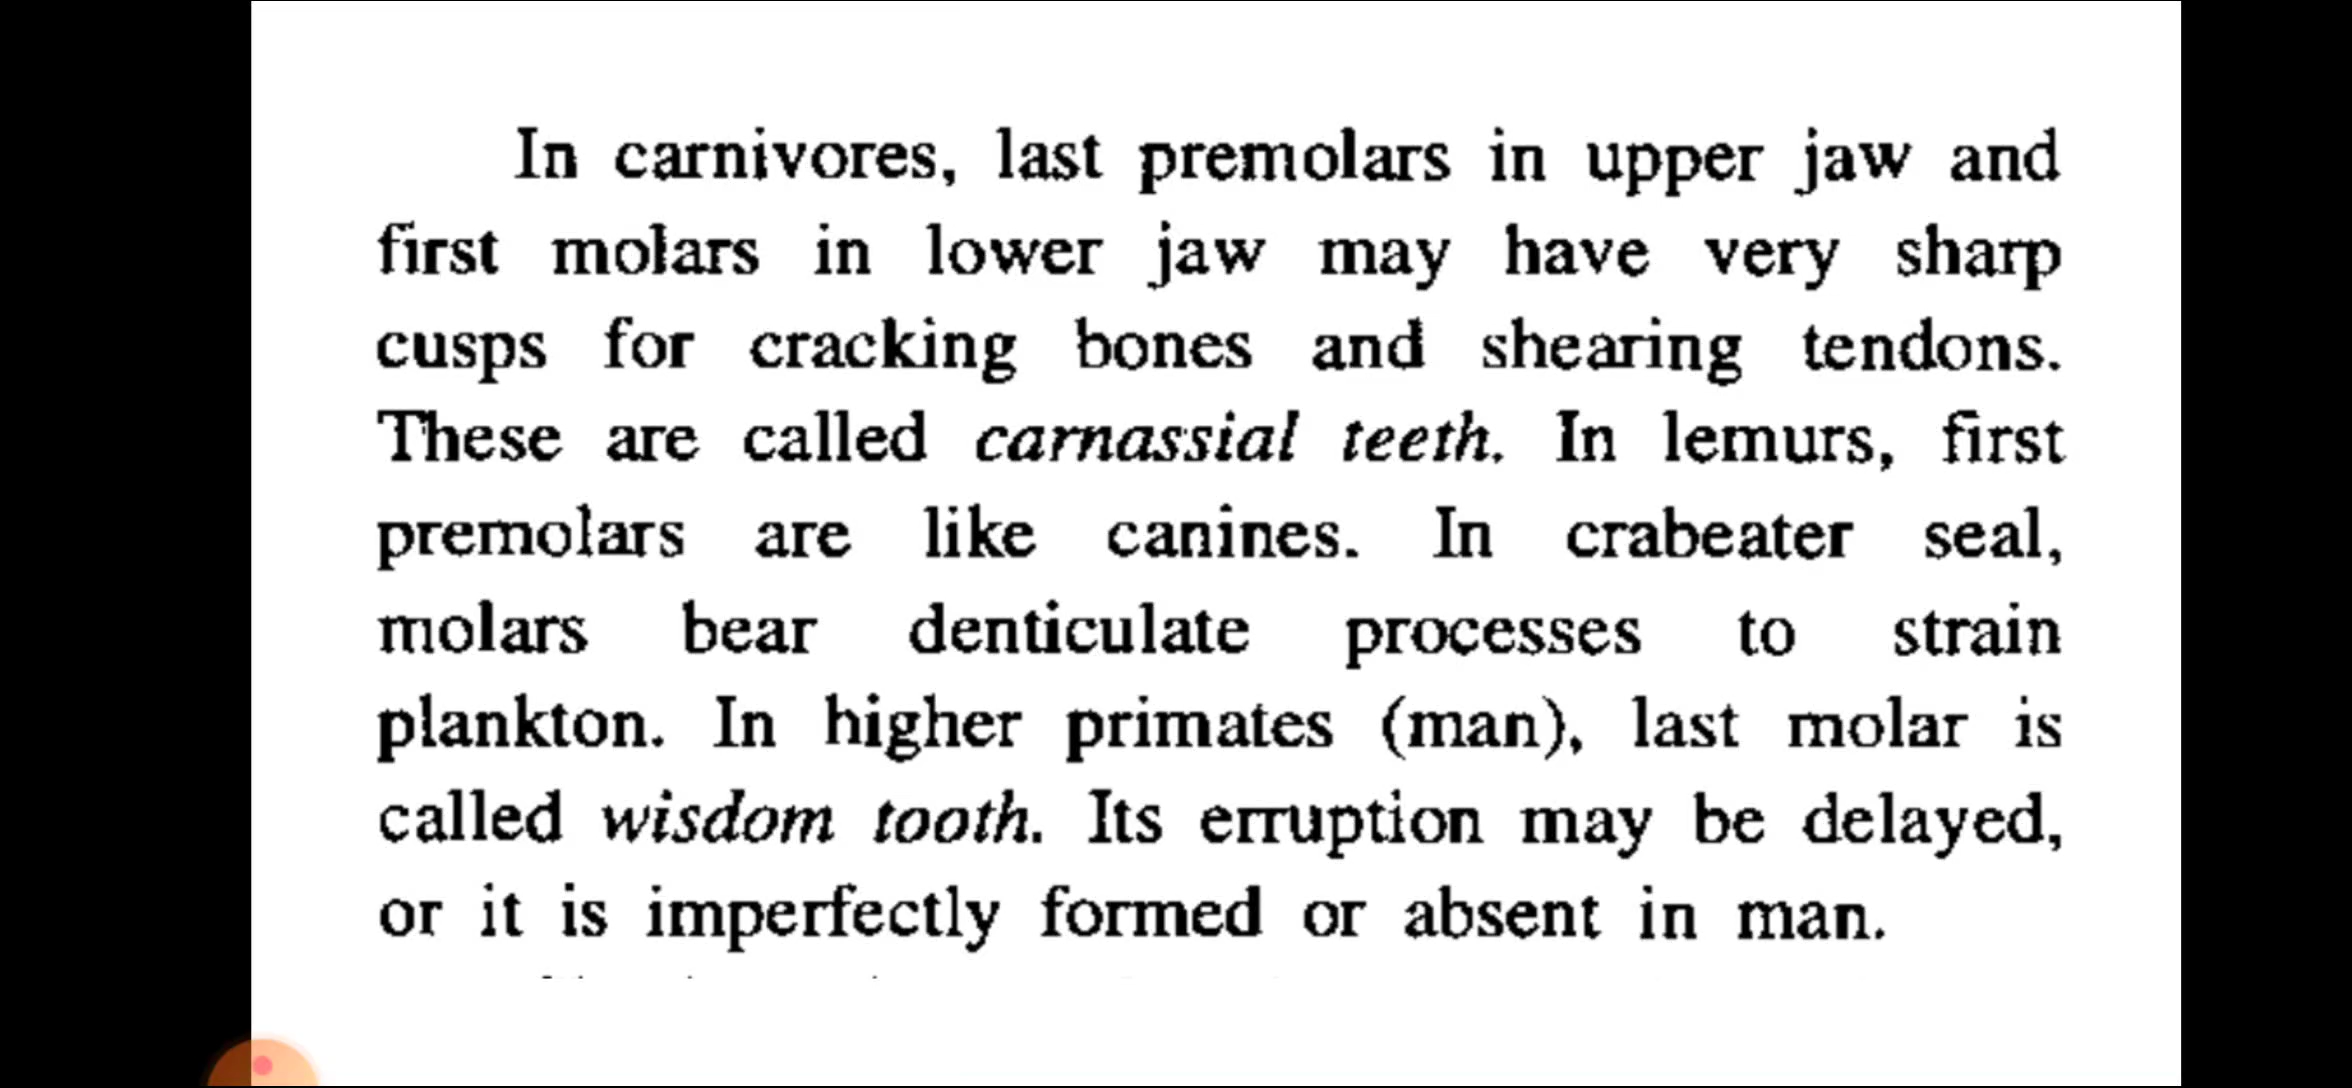 In carnivores, last premolars in upper jaw and
first molars in lower jaw may have very sharp
cusps for cracking bones and shearing tendons.
These are called carnassial teeth. In lemurs, first
premolars are like canines. In crabeater seal,
molars bear denticulate processes to strain
plankton. In higher primates (man), last molar is
called wisdom tooth. Its erruption may be delayed,
or it is imperfectly formed or absent in man.